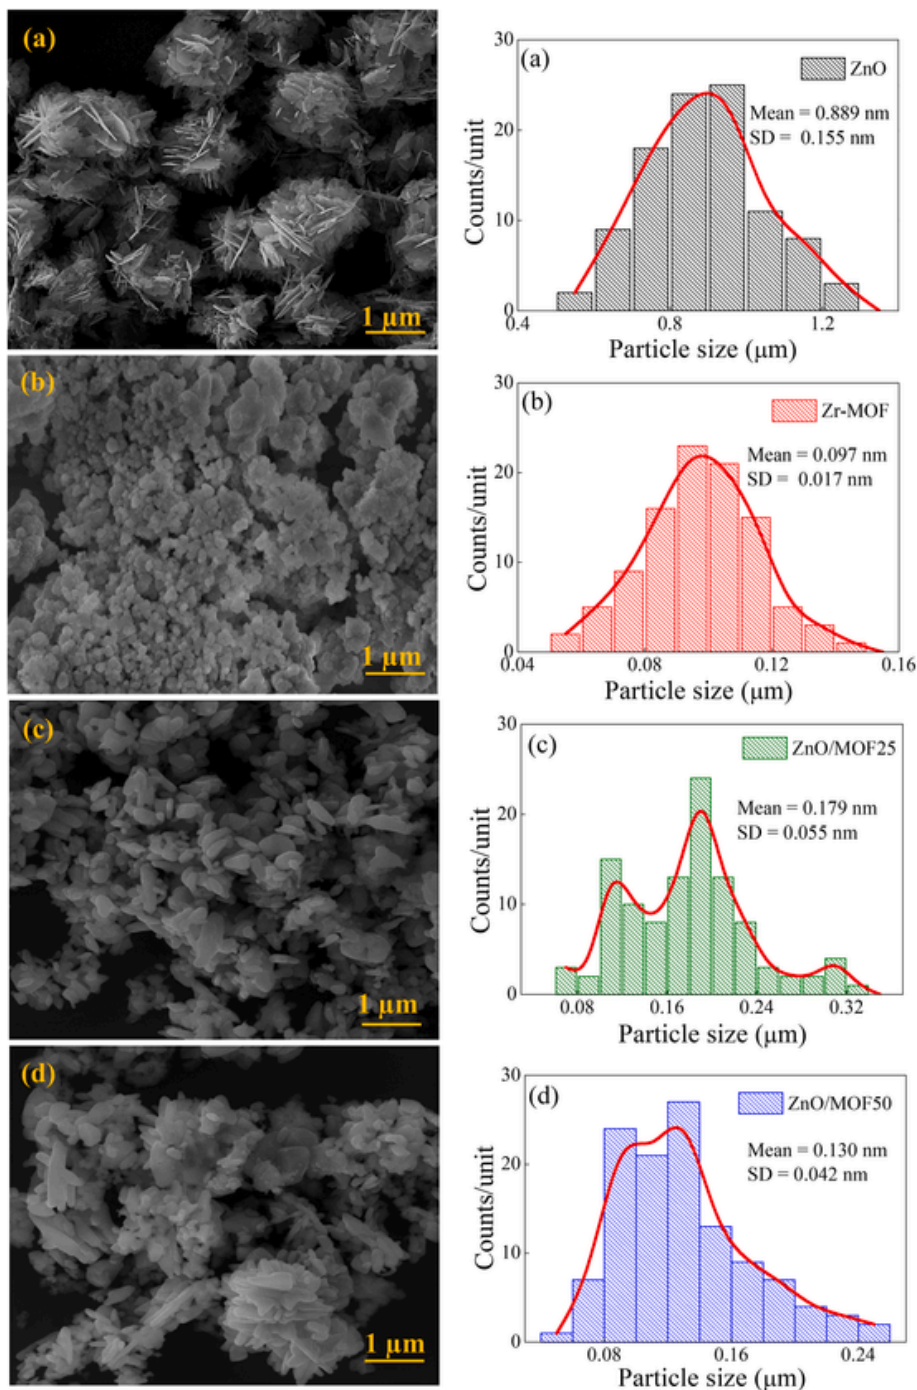 (a)
1 µm
(a)
ZnO
Mean = 0.889 nm
SD = 0.155 nm
30
20
10
0
Counts/unit
0.4
0.8
1.2
Particle size (µm)
(b)
1 µm
(b)
Zr-MOF
Mean = 0.097 nm
SD = 0.017 nm
30
20
10
0
Counts/unit
0.04
0.08
0.12
0.16
Particle size (µm)
(c)
1 µm
(c)
ZnO/MOF25
Mean = 0.179 nm
SD = 0.055 nm
30
20
10
0
Counts/unit
0.08
0.16
0.24
0.32
Particle size (µm)
(d)
1 µm
(d)
ZnO/MOF50
Mean = 0.130 nm
SD = 0.042 nm
30
20
10
0
Counts/unit
0.08
0.16
0.24
Particle size (µm)